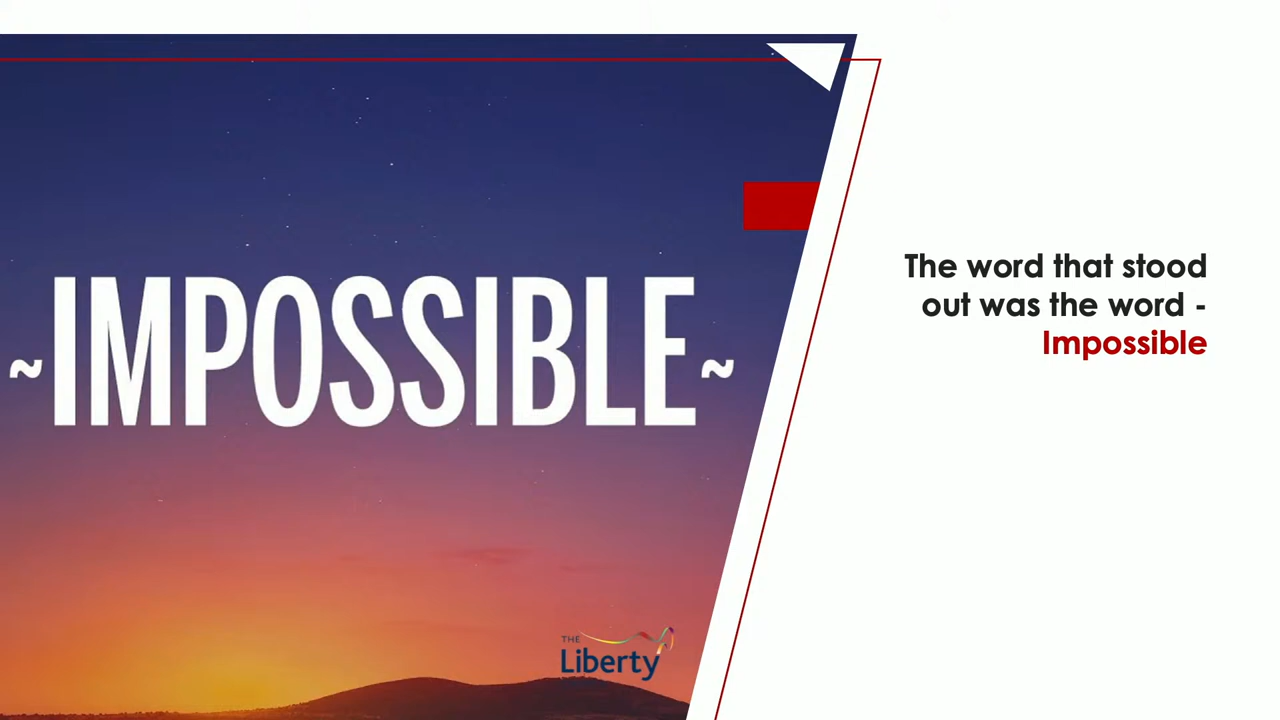 ~IMPOSSIBLE~
THE
Liberty
The word that stood
out was the word -
Impossible